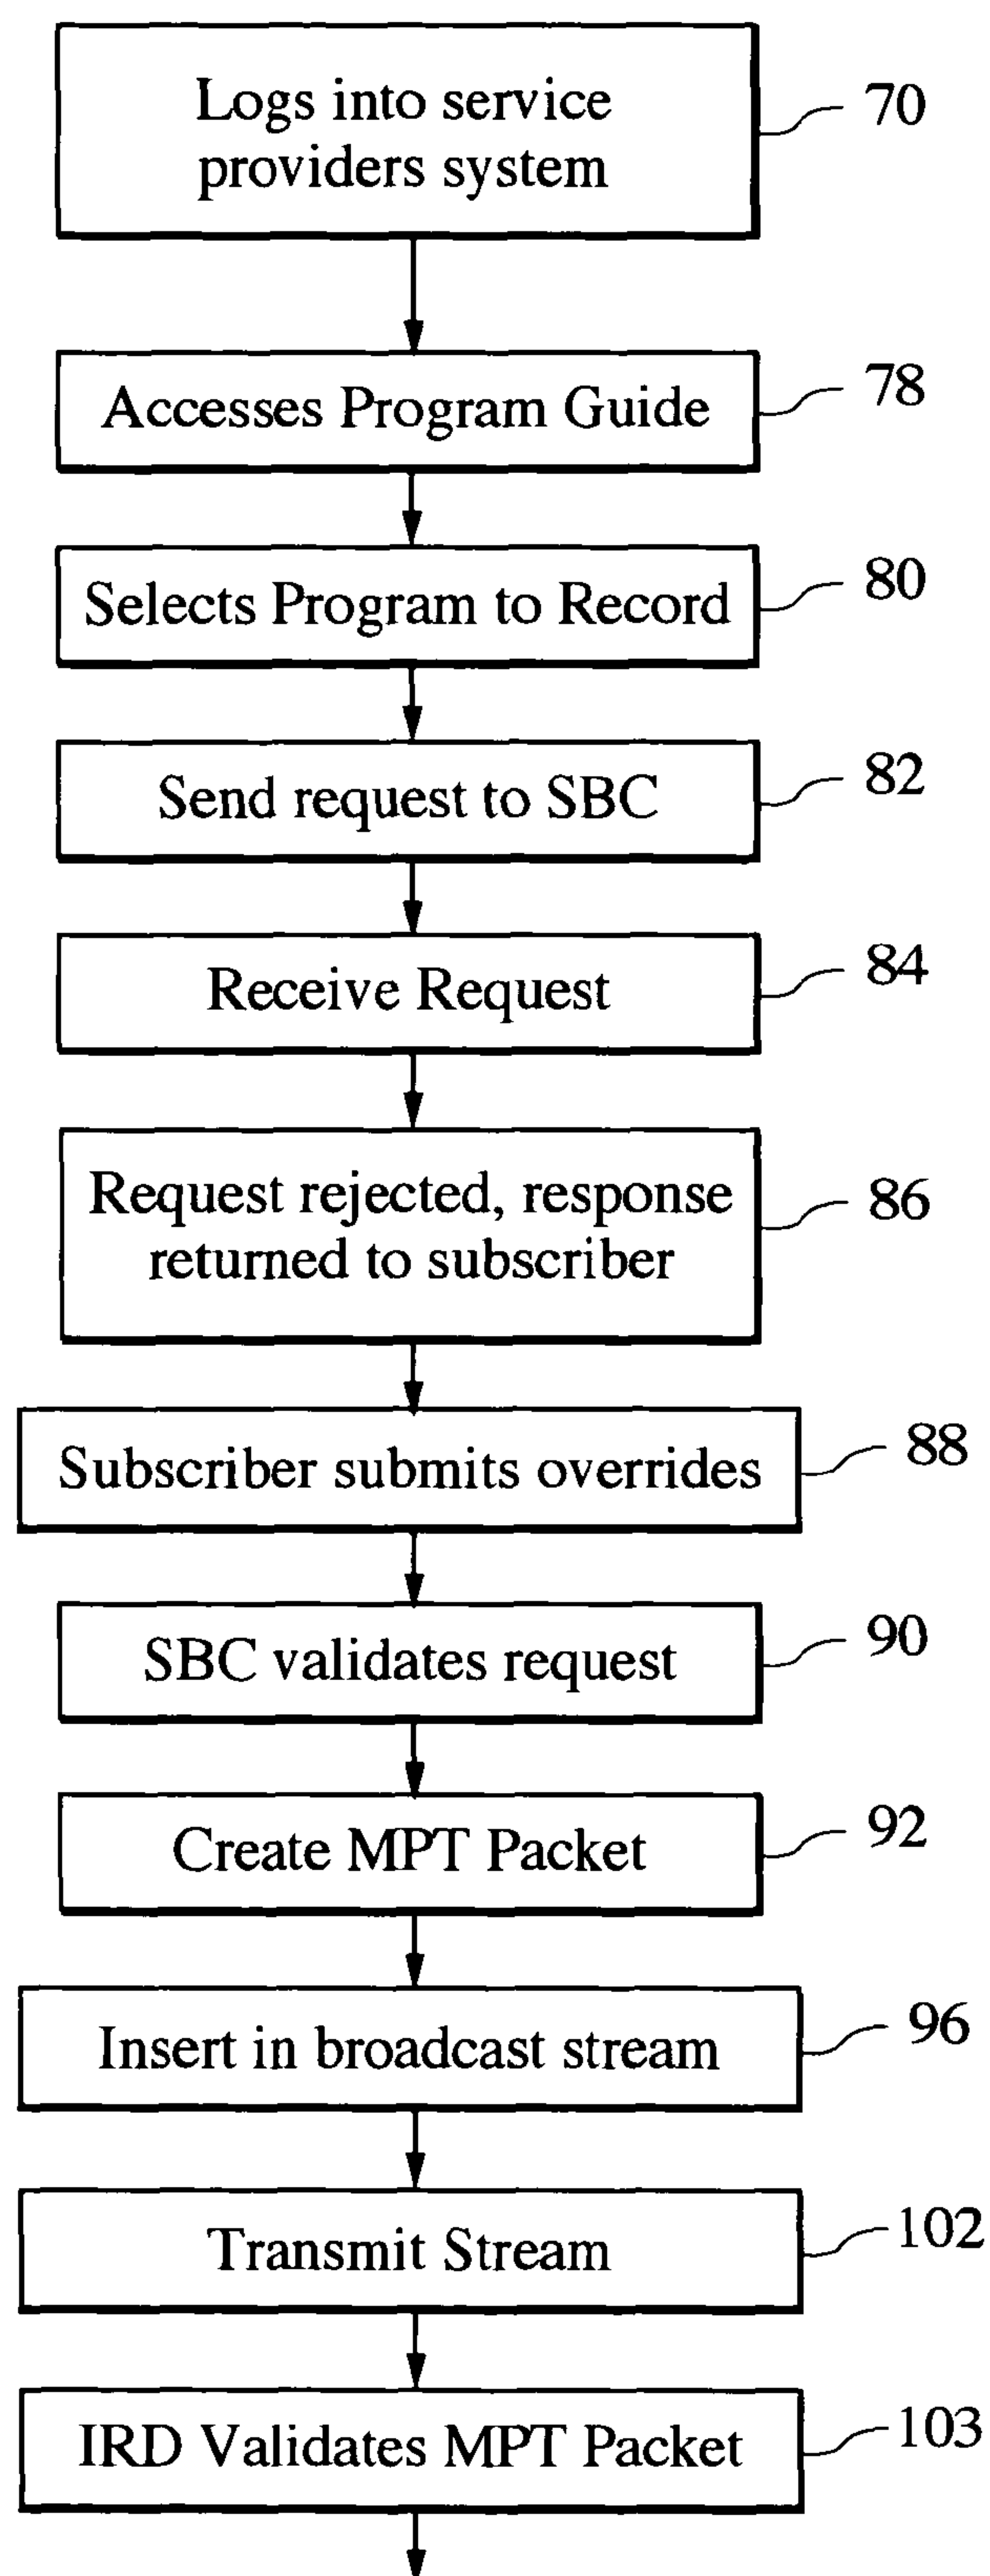 Logs into service
providers system
70
Accesses Program Guide
78
Selects Program to Record
80
Send request to SBC
82
Receive Request
84
Request rejected, response
returned to subscriber
86
Subscriber submits overrides
88
SBC validates request
90
Create MPT Packet
92
Insert in broadcast stream
96
Transmit Stream
102
IRD Validates MPT Packet
103